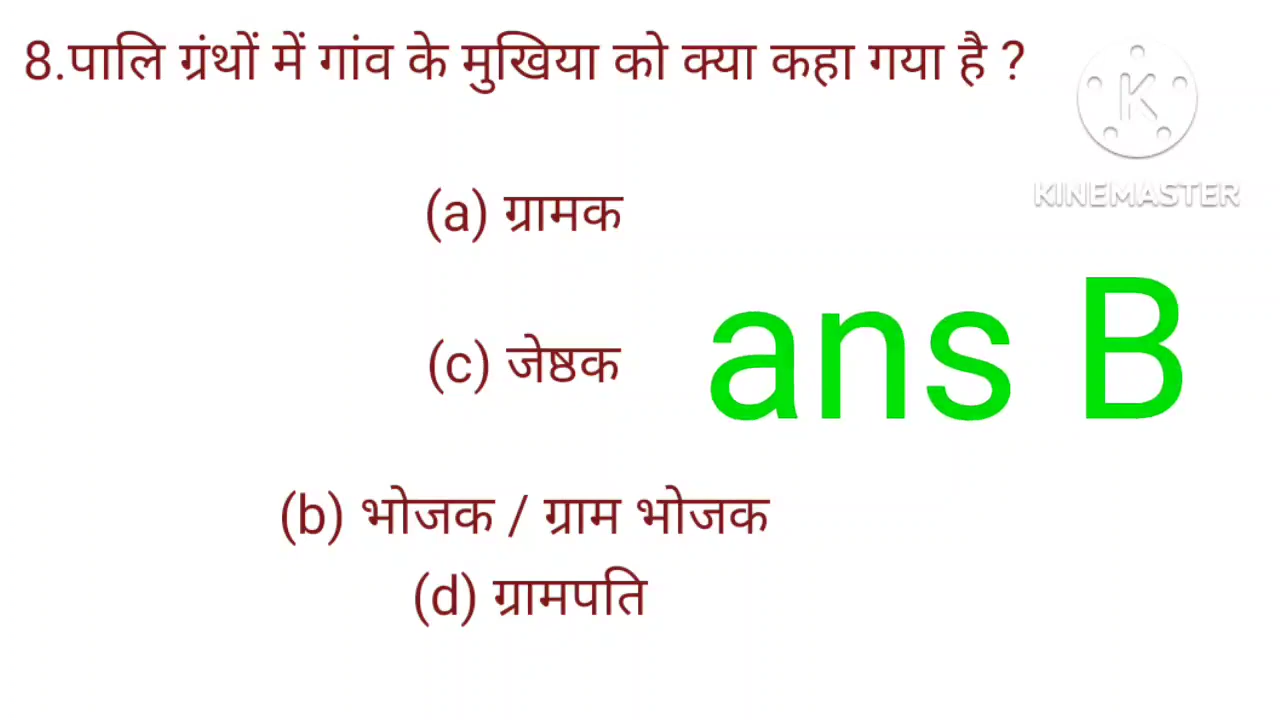 8.पालि ग्रंथों में गांव के मुखिया को क्या कहा गया है ?
K
KINEMASTER
(a) ग्रामक
ans B
(c) जेष्ठक
(b) भोजक / ग्राम भोजक
(d) ग्रामपति